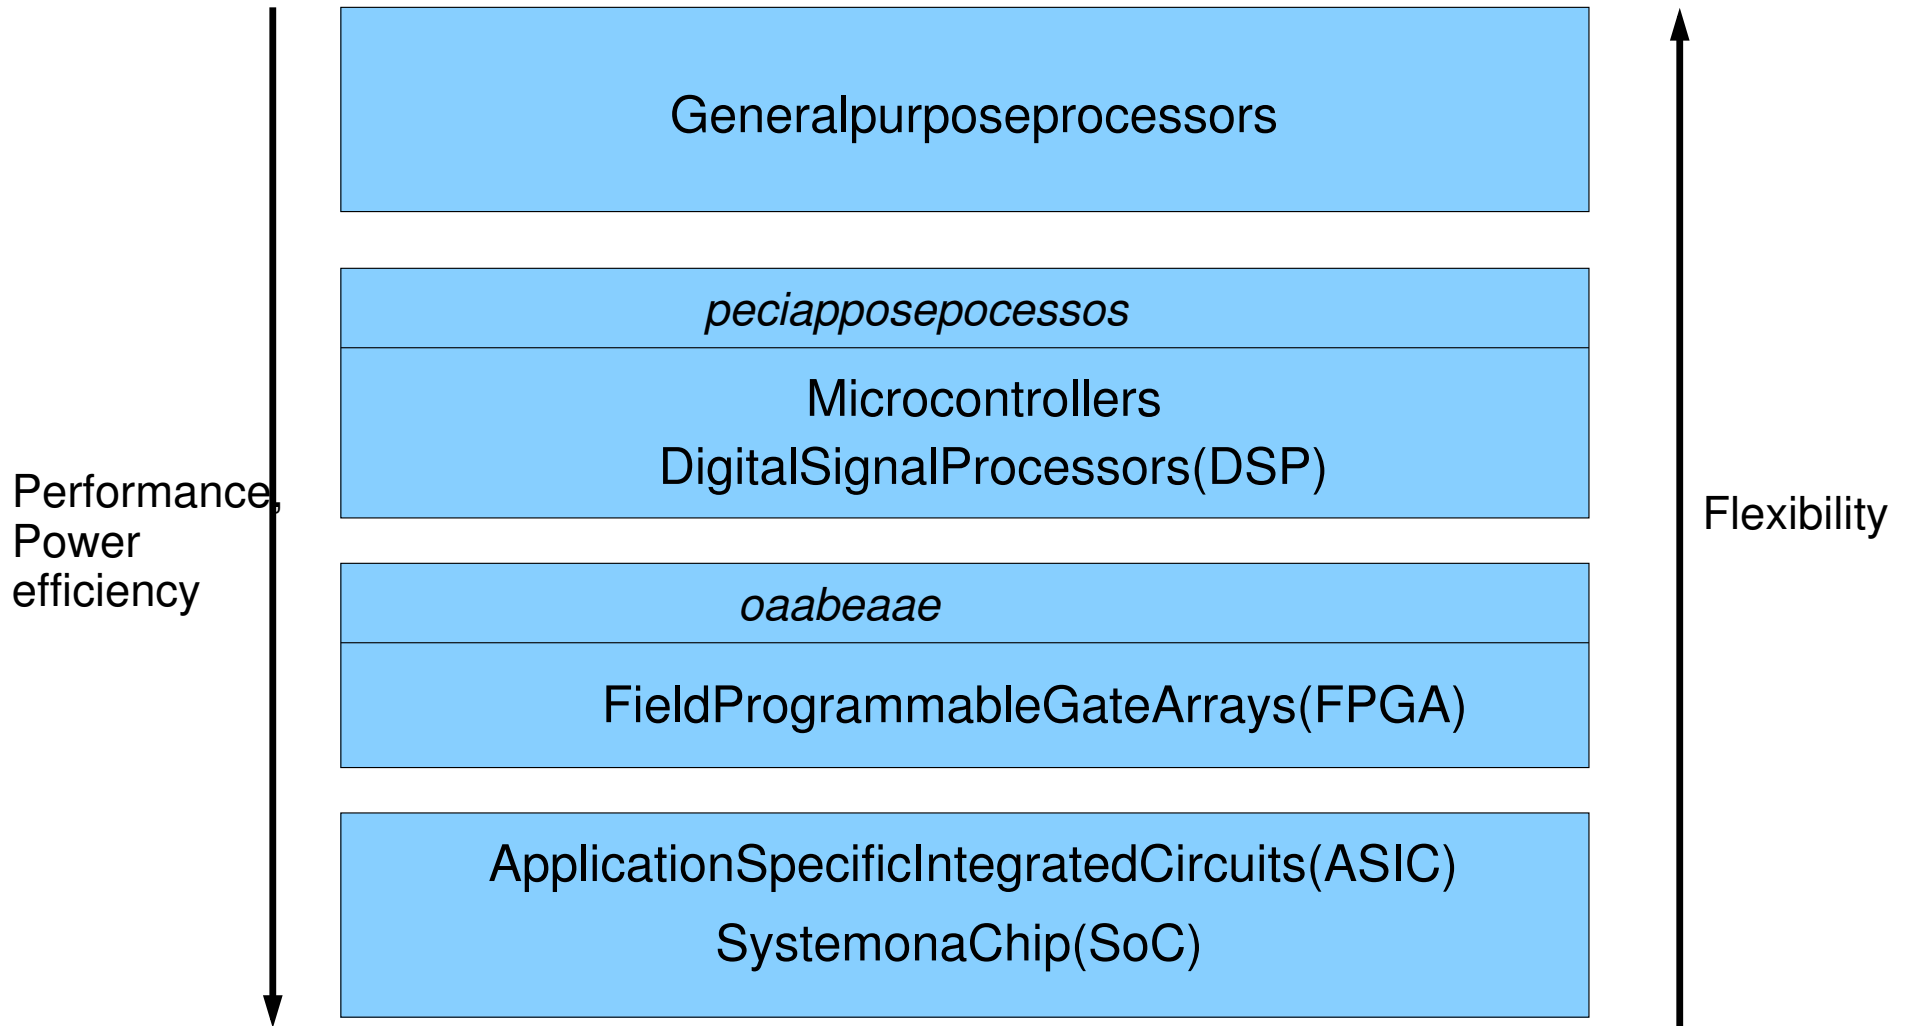 Generalpurposeprocessors
peciapposepocessos
Microcontrollers
DigitalSignalProcessors(DSP)
Performance,
Power
efficiency
Flexibility
oaabeaae
FieldProgrammableGateArrays(FPGA)
ApplicationSpecificIntegratedCircuits(ASIC)
SystemonaChip(SoC)